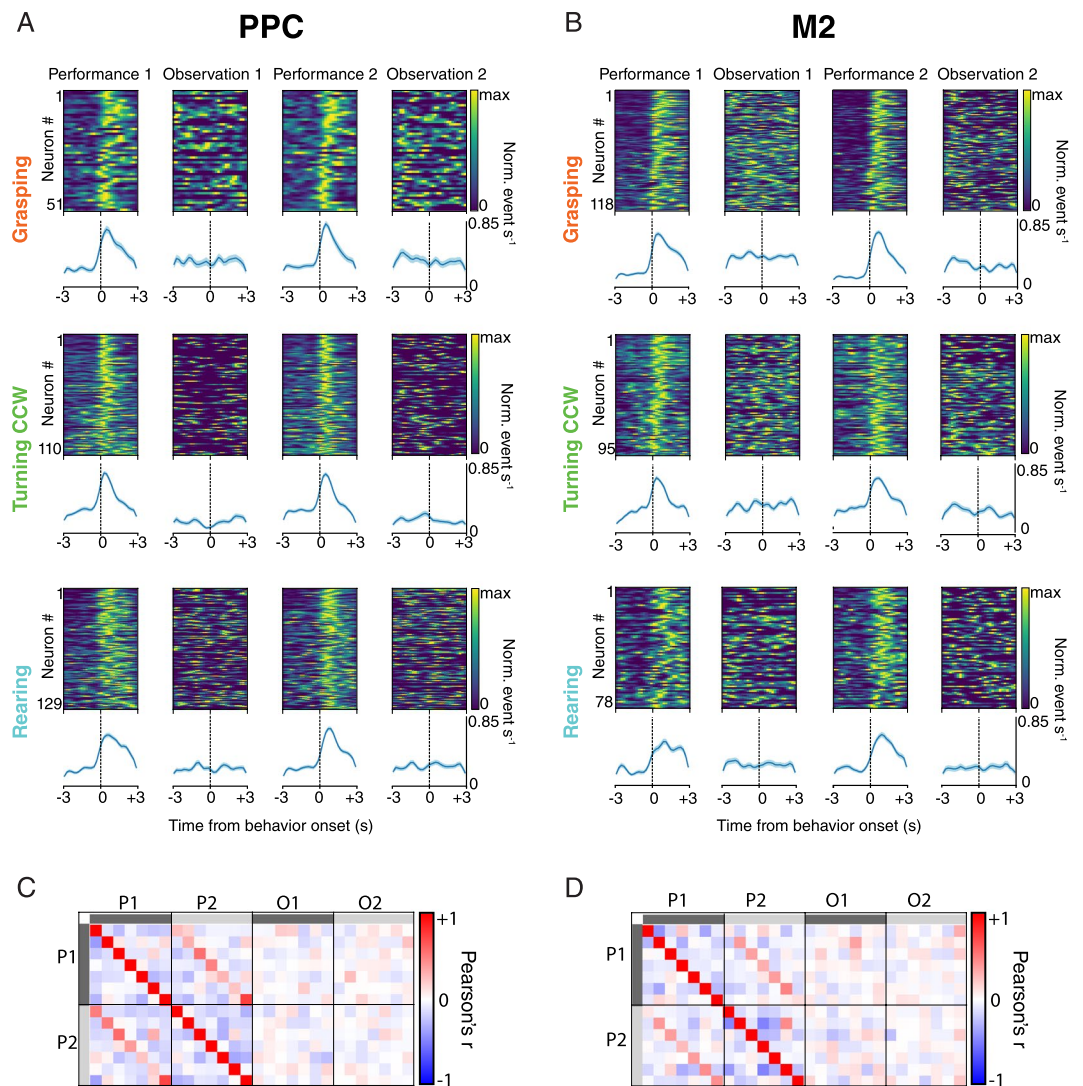 A
PPC
Performance 1 Observation 1 Performance 2 Observation 2
Grasping
Neuron #
1
51
max
0
Norm. event s-1
0.85
0
-3 0 +3 -3 0 +3 -3 0 +3 -3 0 +3
Turning CCW
Neuron #
1
110
max
0
Norm. event s-1
0.85
0
-3 0 +3 -3 0 +3 -3 0 +3 -3 0 +3
Rearing
Neuron #
1
129
max
0
Norm. event s-1
0.85
0
-3 0 +3 -3 0 +3 -3 0 +3 -3 0 +3
Time from behavior onset (s)
B
M2
Performance 1 Observation 1 Performance 2 Observation 2
Grasping
Neuron #
1
118
max
0
Norm. event s-1
0.85
0
-3 0 +3 -3 0 +3 -3 0 +3 -3 0 +3
Turning CCW
Neuron #
1
95
max
0
Norm. event s-1
0.85
0
-3 0 +3 -3 0 +3 -3 0 +3 -3 0 +3
Rearing
Neuron #
1
78
max
0
Norm. event s-1
0.85
0
-3 0 +3 -3 0 +3 -3 0 +3 -3 0 +3
Time from behavior onset (s)
C
P1 P2 O1 O2
P1
P2
+1
0
-1
Pearson's r
D
P1 P2 O1 O2
P1
P2
+1
0
-1
Pearson's r